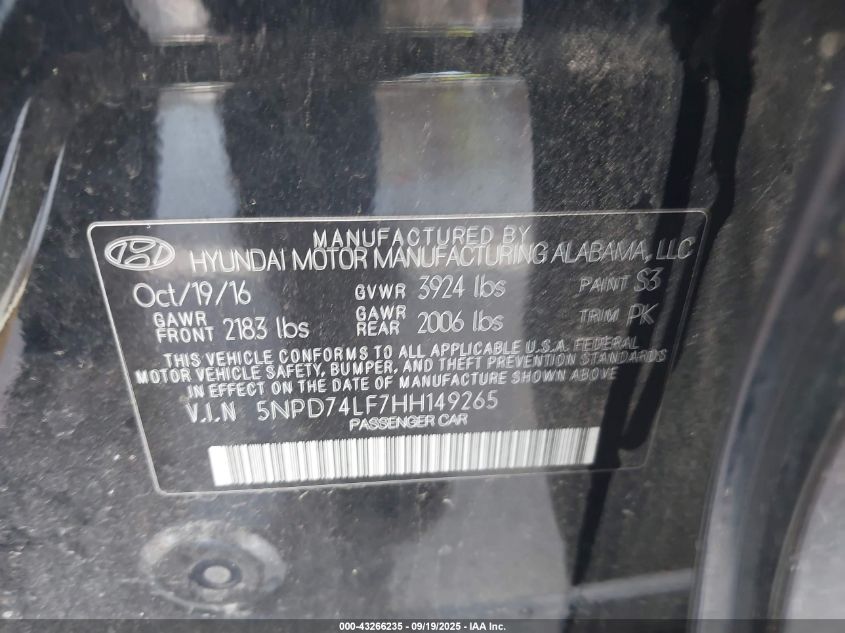 MANUFACTURED BY
HYUNDAI MOTOR MANUFACTURING ALABAMA, LLC
Oct/19/16 GVWR 3924 lbs PAINT S3
GAWR FRONT 2183 lbs GAWR REAR 2006 lbs TRIM PK
THIS VEHICLE CONFORMS TO ALL APPLICABLE U.S.A. FEDERAL
MOTOR VEHICLE SAFETY, BUMPER, AND THEFT PREVENTION STANDARDS
IN EFFECT ON THE DATE OF MANUFACTURE SHOWN ABOVE
V.I.N 5NPD74LF7HH149265
PASSENGER CAR
000-43266235 - 09/19/2025 - IAA Inc.